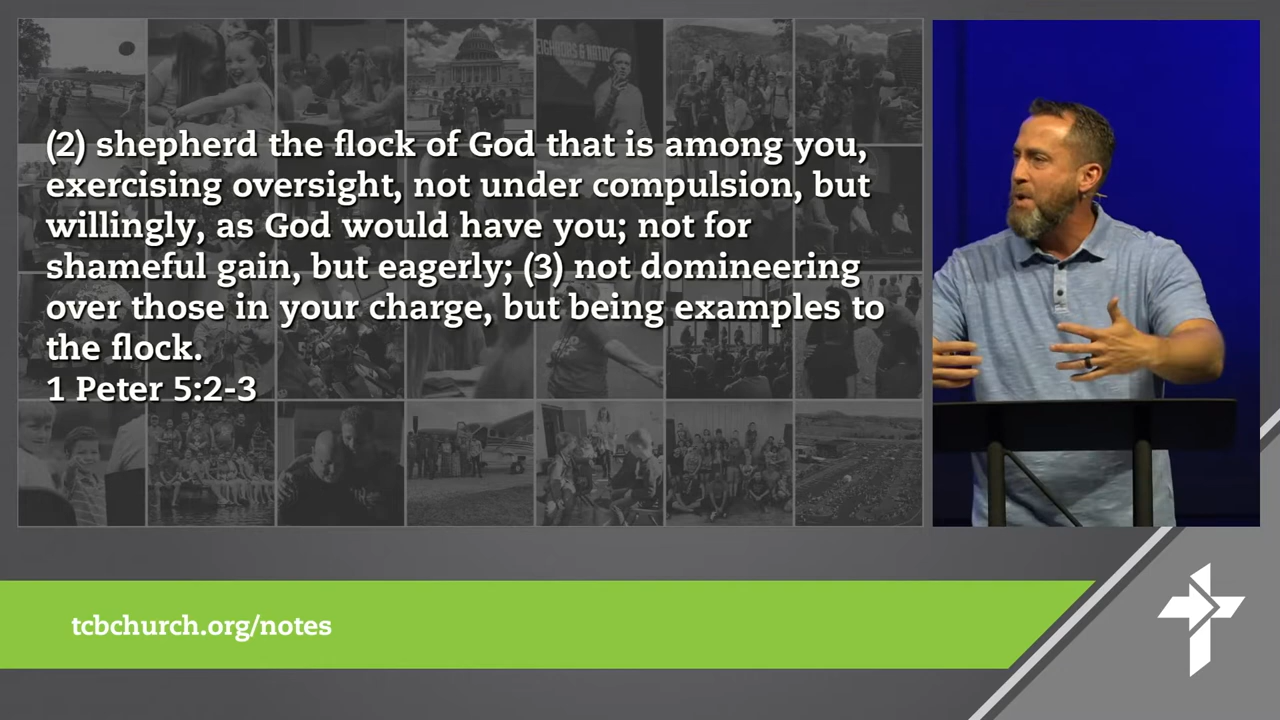 EIGHBORS & NATION
(2) shepherd the flock of God that is among you,
exercising oversight, not under compulsion, but
willingly, as God would have you; not for
shameful gain, but eagerly; (3) not domineering
over those in your charge, but being examples to
the flock.
1 Peter 5:2-3
tcbchurch.org/notes